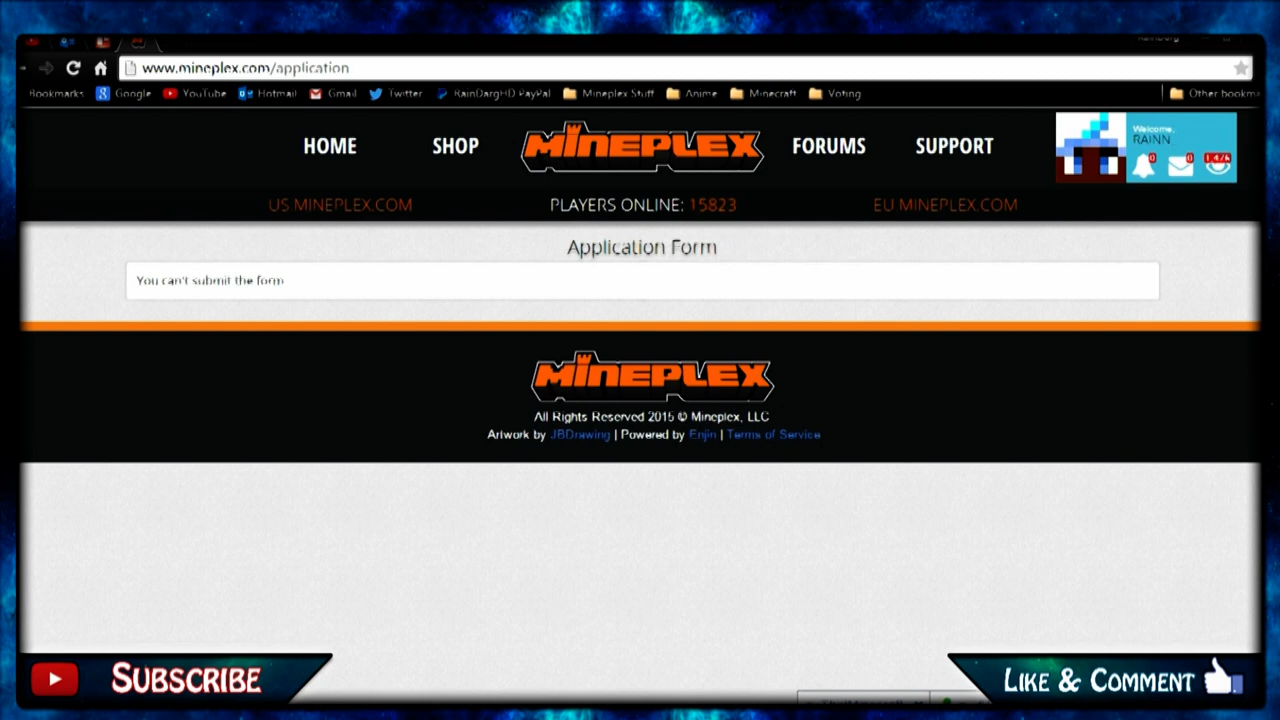 www.mineplex.com/application
Bookmarks Google YouTube Hotmail Gmail Twitter RainDargHD PayPal Mineplex Stuff Anime Minecraft Voting Other bookm
HOME SHOP MINEPLEX FORUMS SUPPORT
Welcome,
RAINN
0 0
US MINEPLEX.COM PLAYERS ONLINE: 15823 EU MINEPLEX.COM
Application Form
You can't submit the form
MINEPLEX
All Rights Reserved 2015 © Mineplex, LLC
Artwork by JBDrawing | Powered by Enjin | Terms of Service
SUBSCRIBE
LIKE & COMMENT